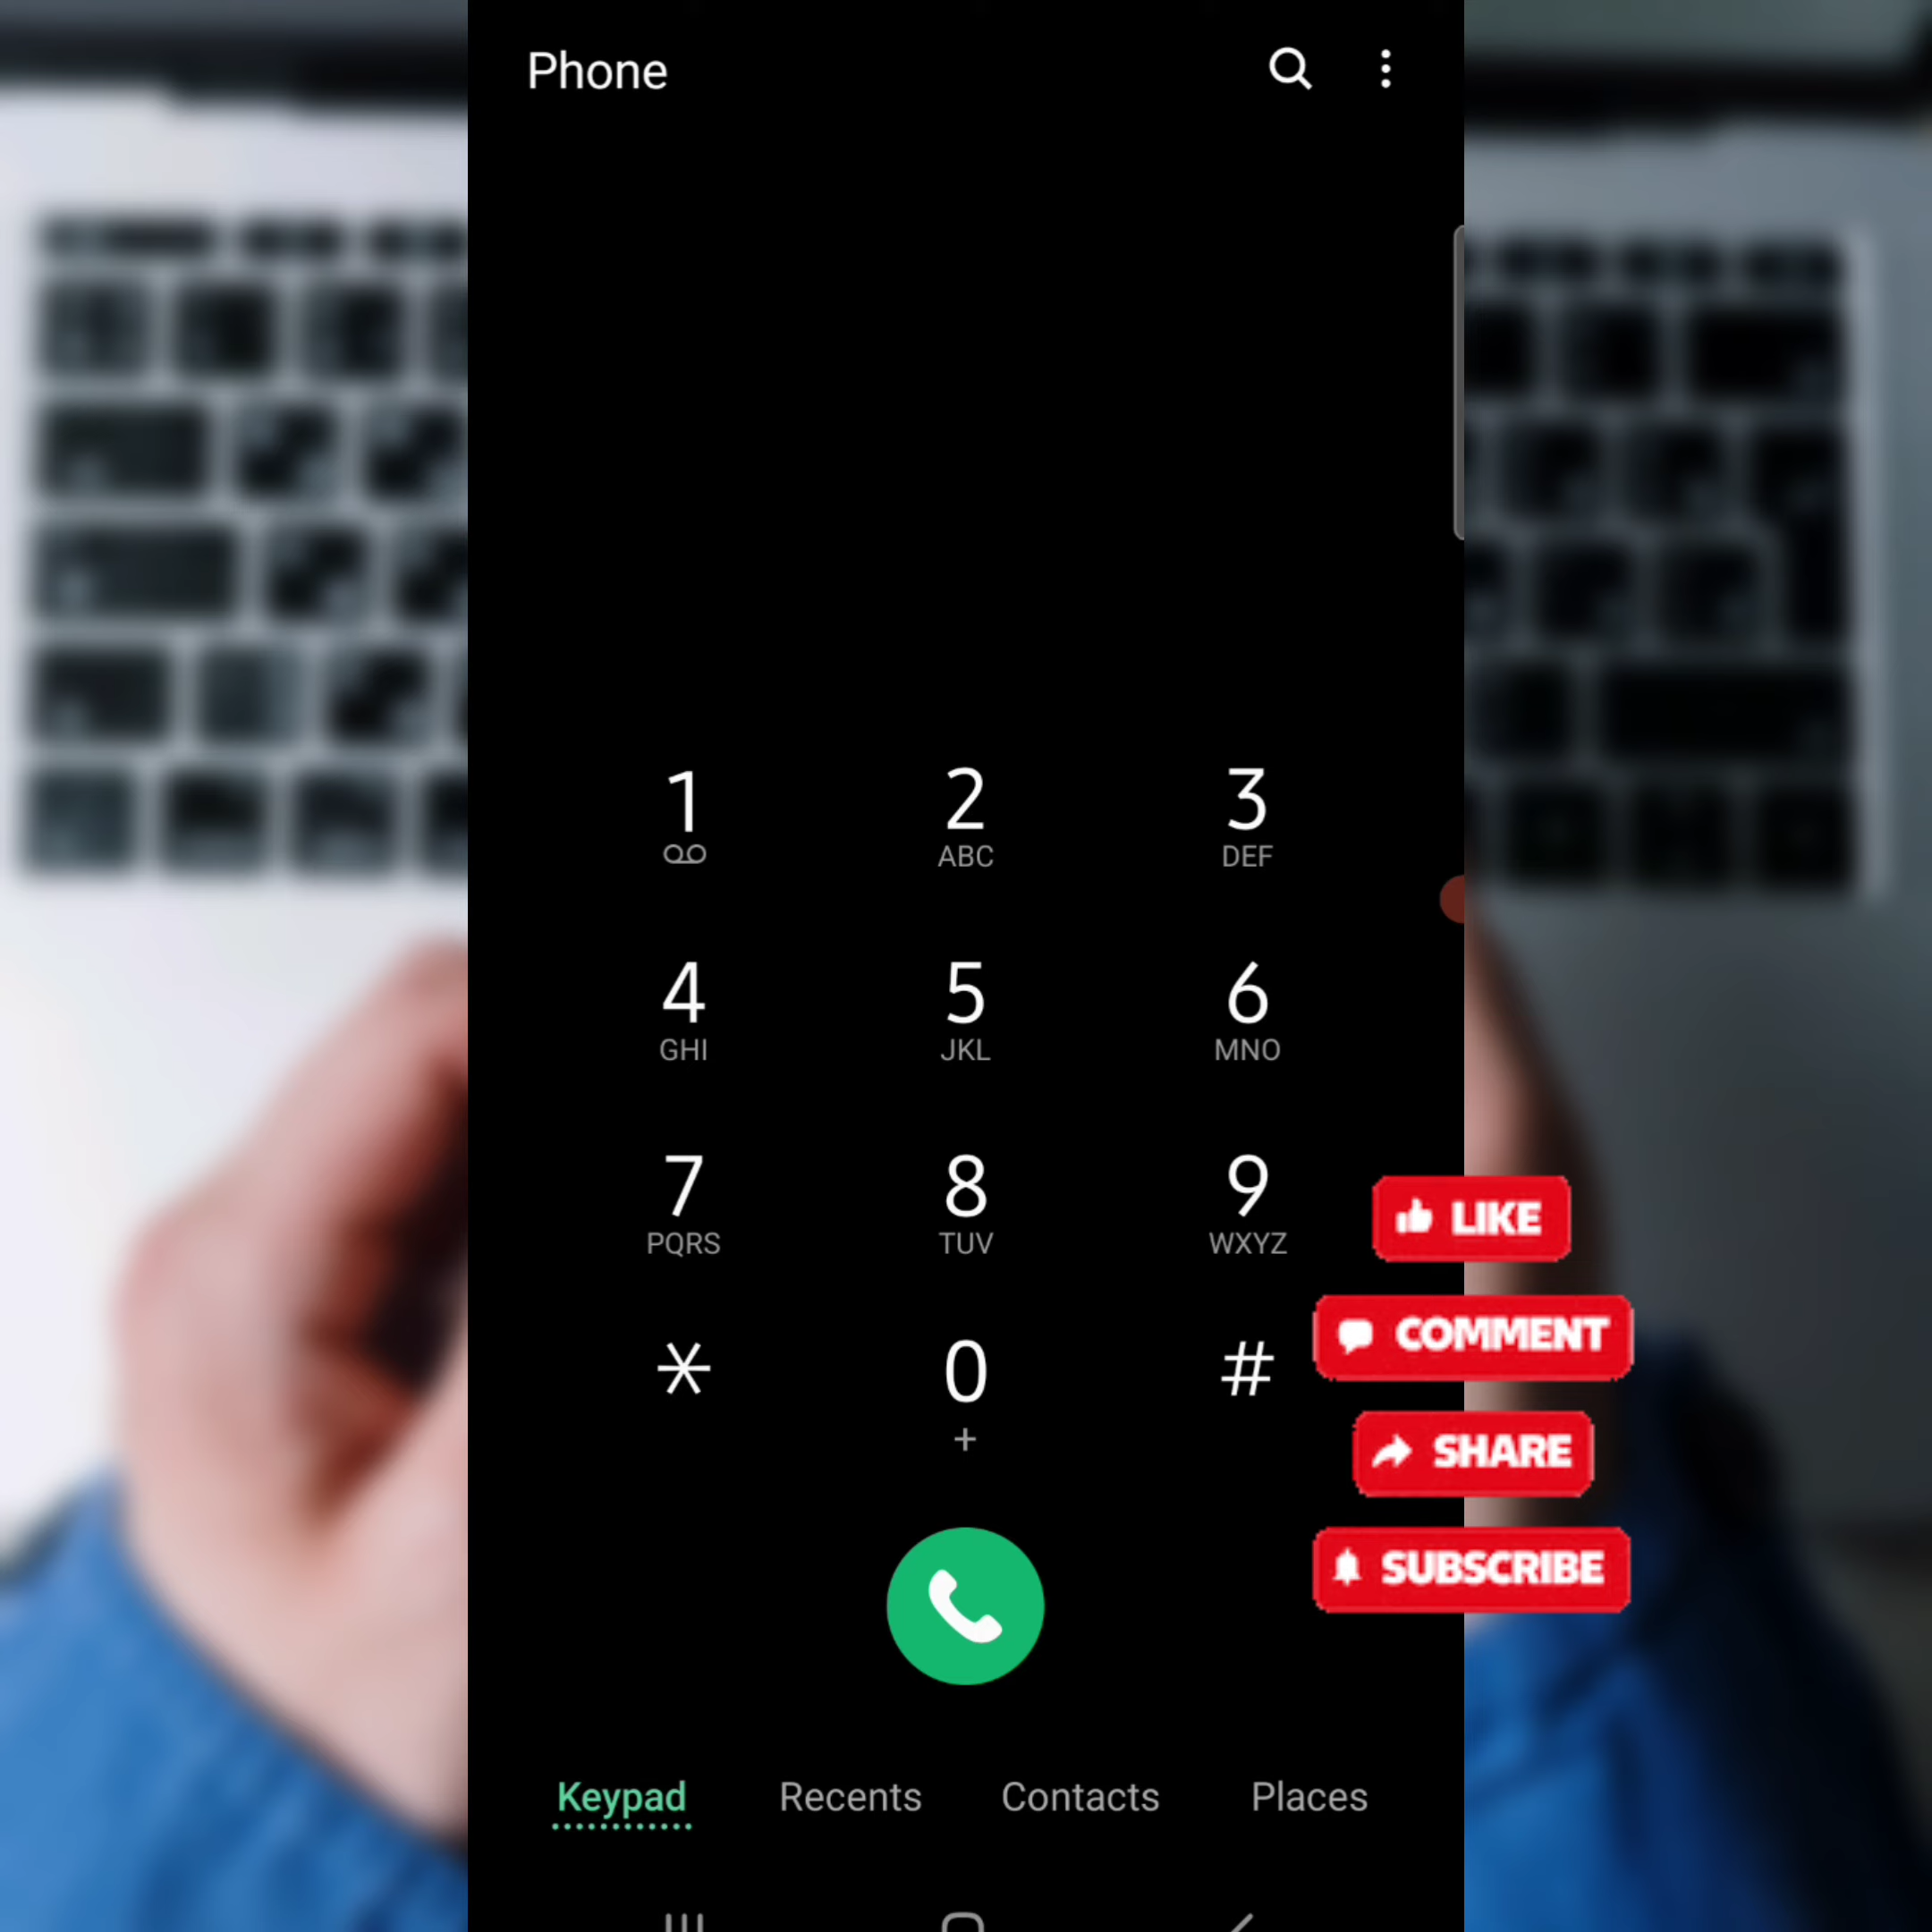 Phone
1 2 3
ABC DEF
4 5 6
GHI JKL MNO
7 8 9
PQRS TUV WXYZ
* 0 #
+
LIKE
COMMENT
SHARE
SUBSCRIBE
Keypad Recents Contacts Places